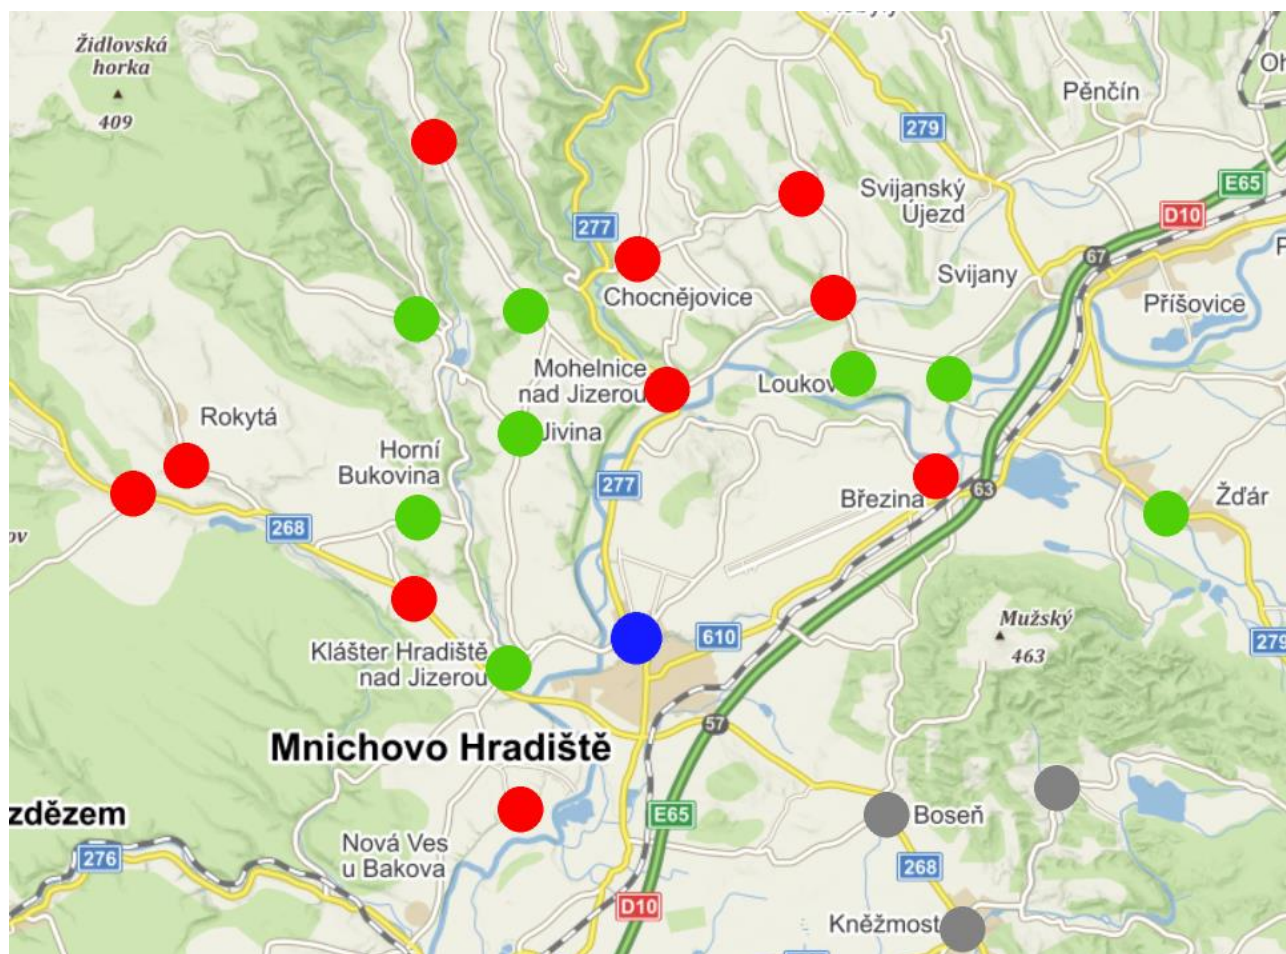 Židlovská
horka
409
Pěnčín
279
Svijanský
Újezd
E65
D10
277
67
Chocnějovice
Svijany
Příšovice
Mohelnice
nad Jizerou
Loukov
Rokytá
Jivina
Horní
Bukovina
277
Březina
63
Žďár
268
ov
Mužský
463
610
279
Klášter Hradiště
nad Jizerou
57
Mnichovo Hradiště
zdězem
E65
Boseň
Nová Ves
u Bakova
276
268
D10
Kněžmost